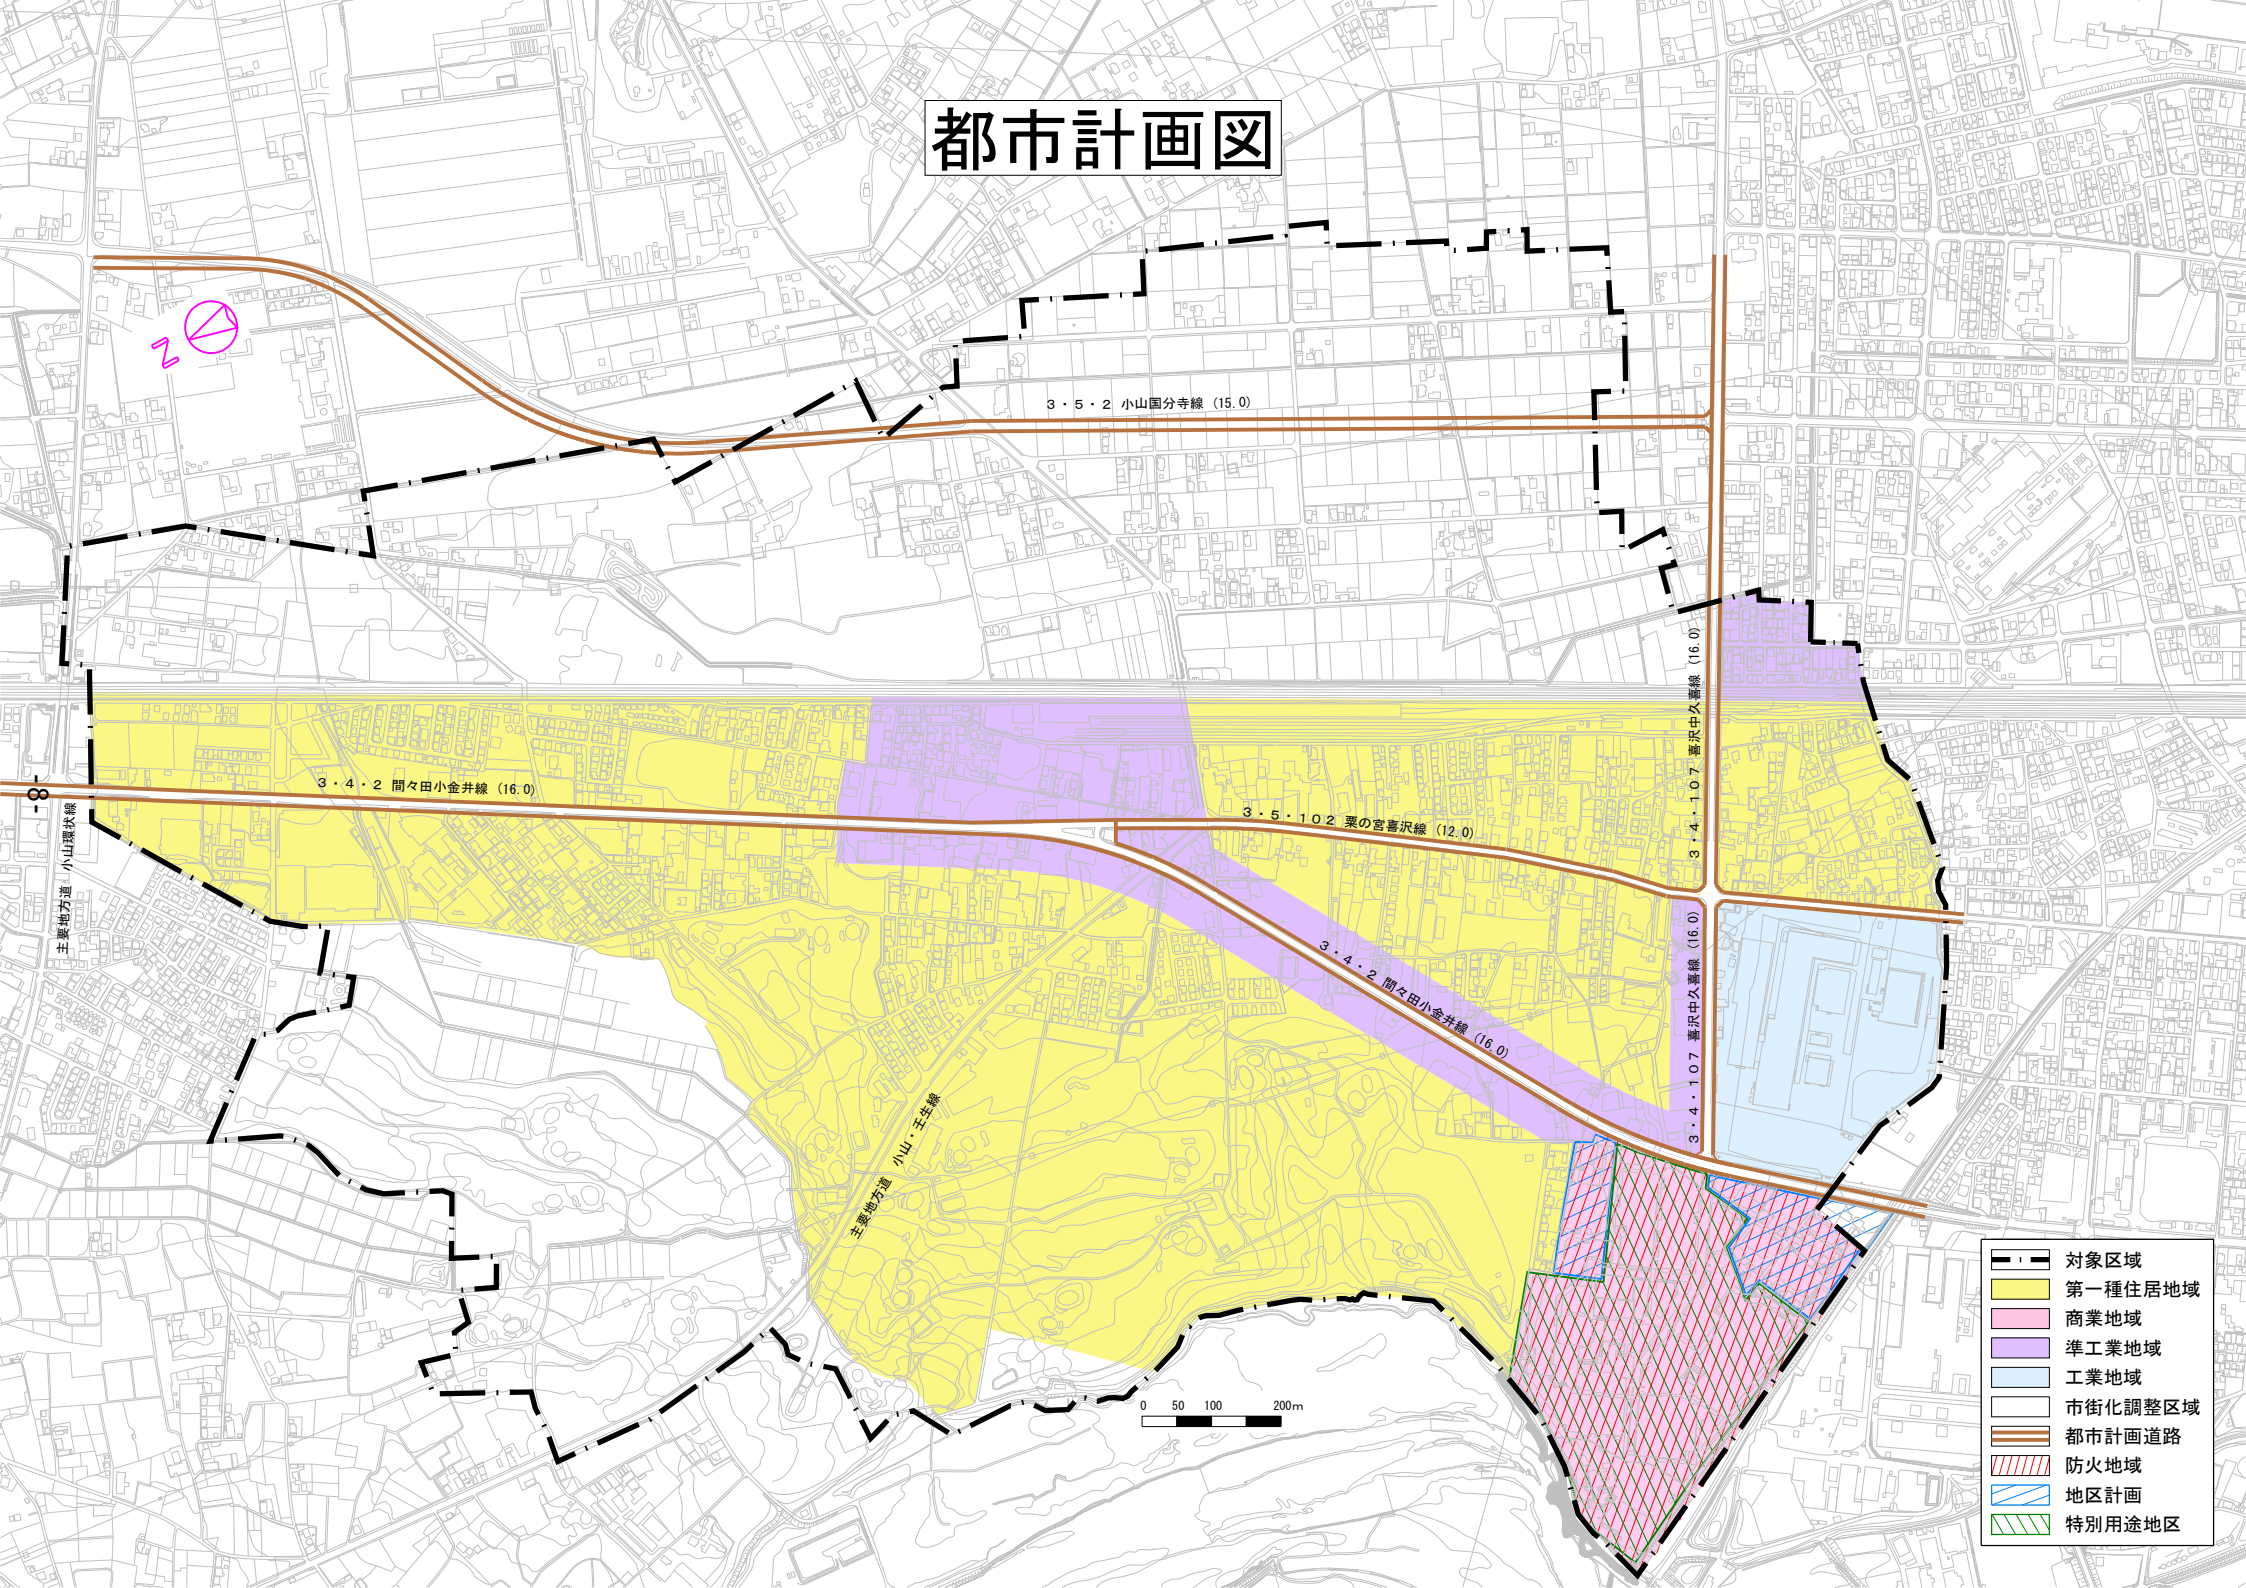 都市計画図
N
３・５・２ 小山国分寺線 (15.0)
３・４・１０７ 喜沢中久喜線 (16.0)
３・４・２ 間々田小金井線 (16.0)
-8-
主要地方道 小山環状線
３・５・１０２ 粟の宮喜沢線 (12.0)
３・４・２ 間々田小金井線 (16.0)
３・４・１０７ 喜沢中久喜線 (16.0)
主要地方道 小山・壬生線
0 50 100 200m
対象区域
第一種住居地域
商業地域
準工業地域
工業地域
市街化調整区域
都市計画道路
防火地域
地区計画
特別用途地区